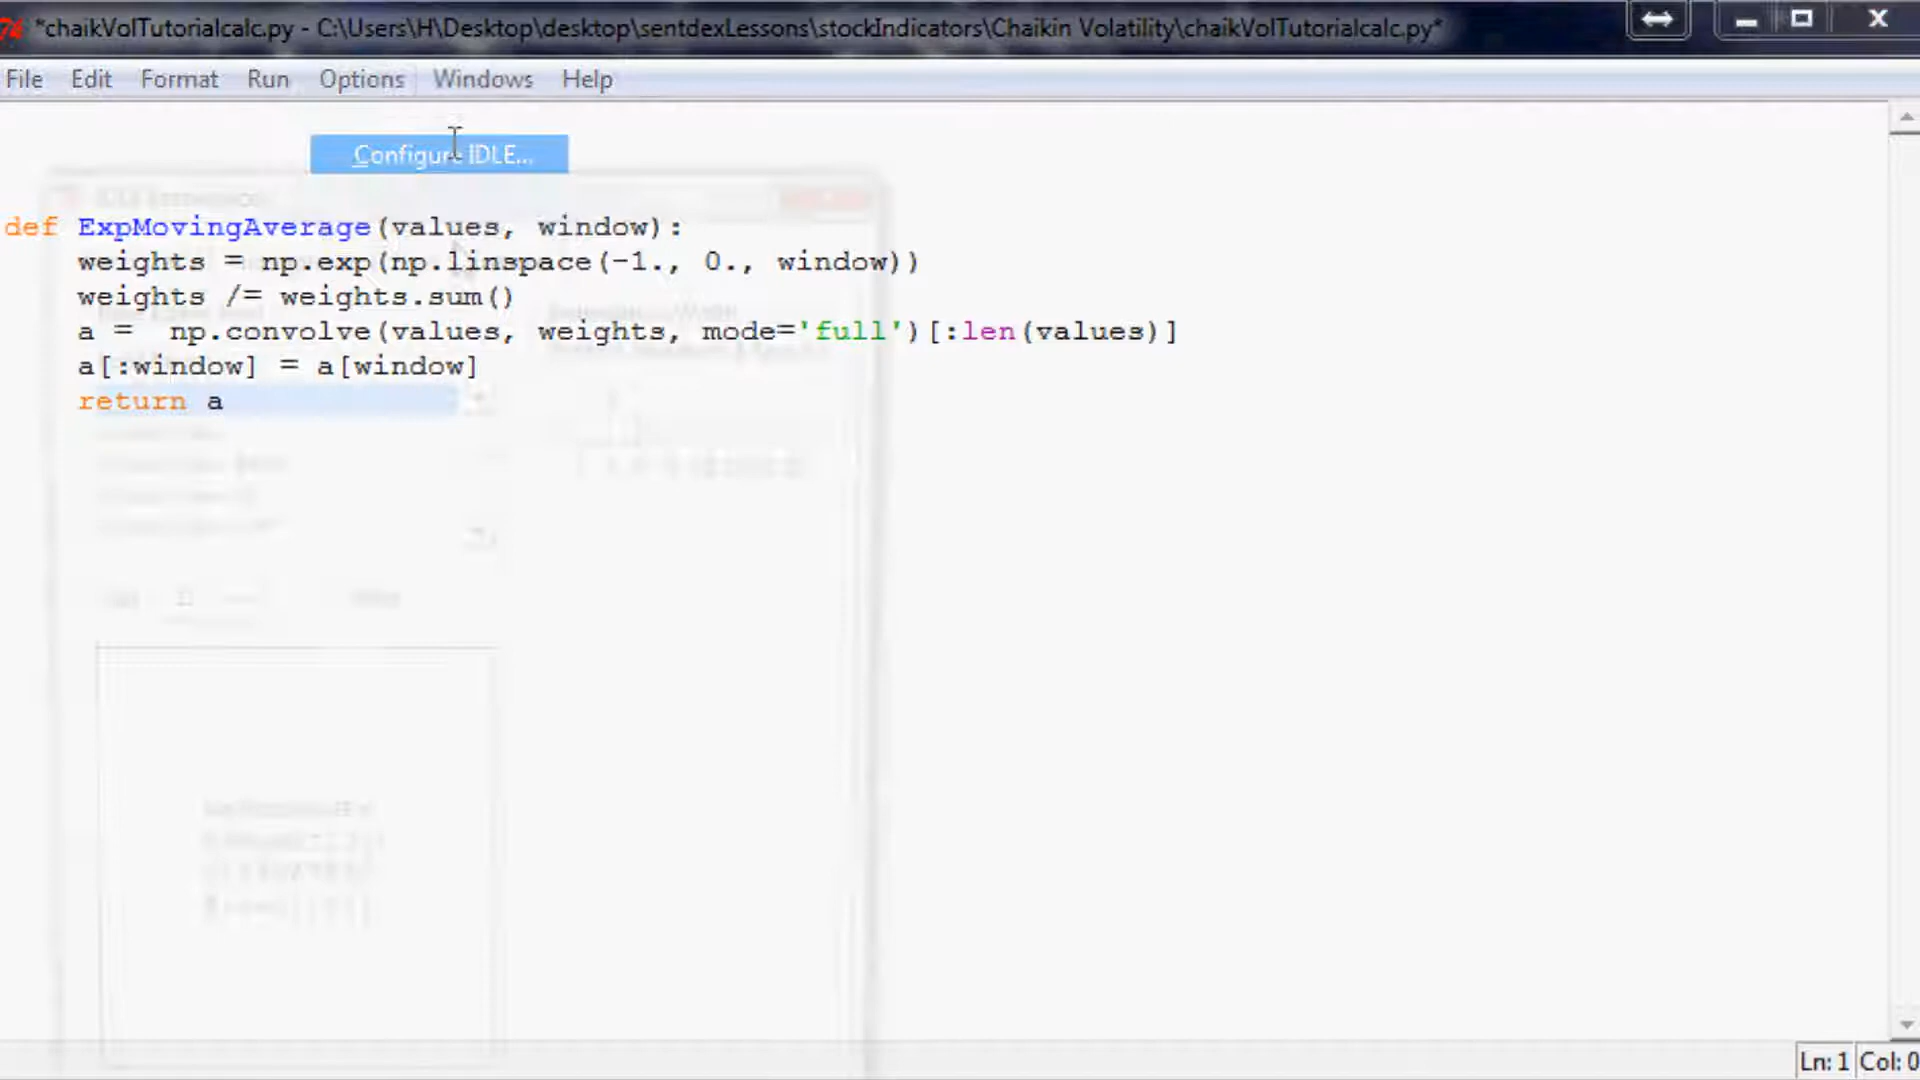 *chaikVolTutorialcalc.py - C:\Users\H\Desktop\desktop\sentdexLessons\stockIndicators\Chaikin Volatility\chaikVolTutorialcalc.py*
File Edit Format Run Options Windows Help
Configure IDLE...
def ExpMovingAverage(values, window):
    weights = np.exp(np.linspace(-1., 0., window))
    weights /= weights.sum()
    a =  np.convolve(values, weights, mode='full')[:len(values)]
    a[:window] = a[window]
    return a
Ln: 1 Col: 0